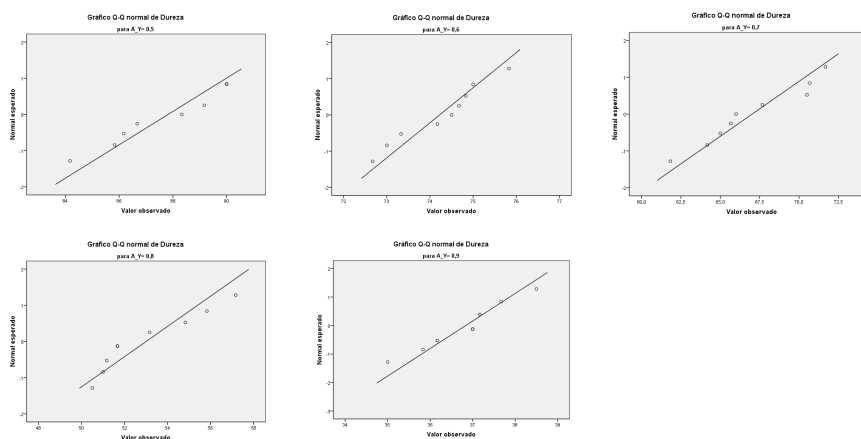 Gráfico Q-Q normal de Dureza
para A_Y= 0,5
Normal esperado
2
1
0
-1
-2
84 86 88 90
Valor observado
Gráfico Q-Q normal de Dureza
para A_Y= 0,6
Normal esperado
2
1
0
-1
-2
72 73 74 75 76 77
Valor observado
Gráfico Q-Q normal de Dureza
para A_Y= 0,7
Normal esperado
2
1
0
-1
-2
60,0 62,5 65,0 67,5 70,0 72,5
Valor observado
Gráfico Q-Q normal de Dureza
para A_Y= 0,8
Normal esperado
2
1
0
-1
-2
48 50 52 54 56 58
Valor observado
Gráfico Q-Q normal de Dureza
para A_Y= 0,9
Normal esperado
2
1
0
-1
-2
-3
34 35 36 37 38 39
Valor observado